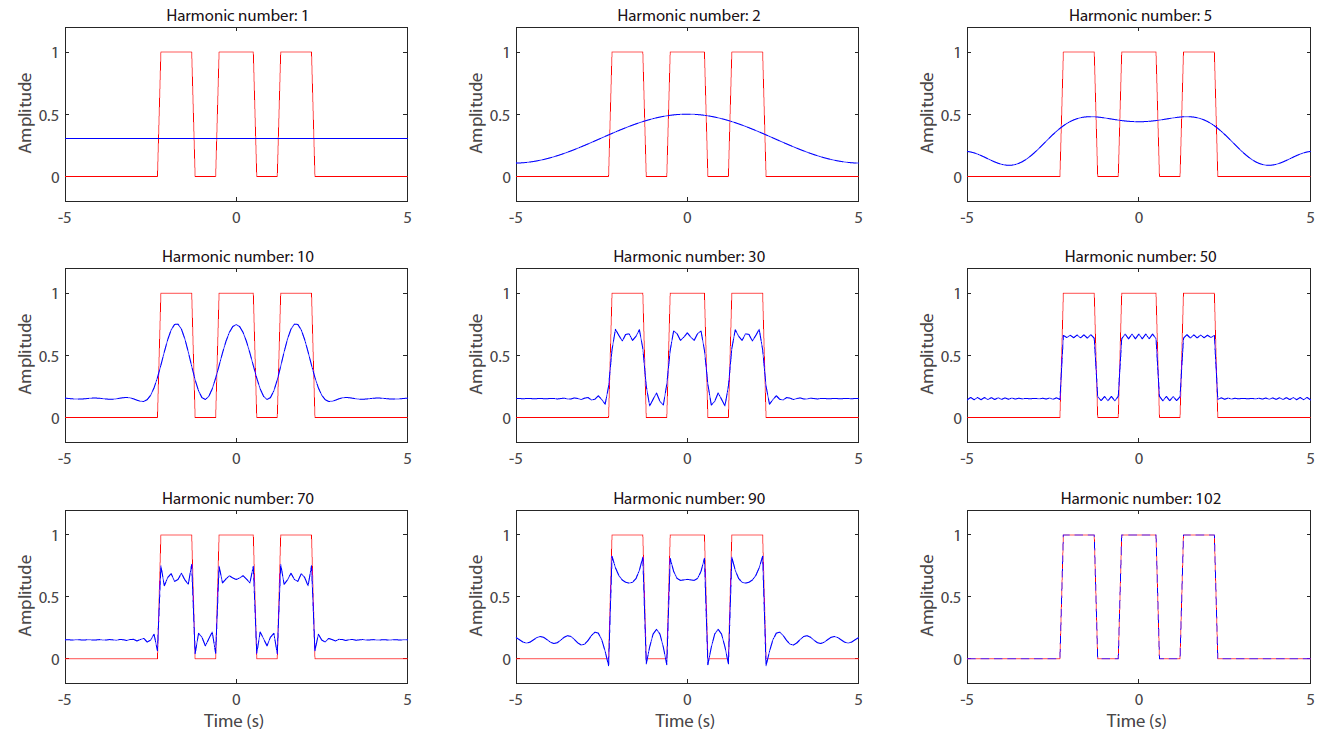 Harmonic number: 1
Amplitude
1
0.5
0
-5
0
5
Harmonic number: 2
Amplitude
1
0.5
0
-5
0
5
Harmonic number: 5
Amplitude
1
0.5
0
-5
0
5
Harmonic number: 10
Amplitude
1
0.5
0
-5
0
5
Harmonic number: 30
Amplitude
1
0.5
0
-5
0
5
Harmonic number: 50
Amplitude
1
0.5
0
-5
0
5
Harmonic number: 70
Amplitude
1
0.5
0
-5
0
5
Time (s)
Harmonic number: 90
Amplitude
1
0.5
0
-5
0
5
Time (s)
Harmonic number: 102
Amplitude
1
0.5
0
-5
0
5
Time (s)